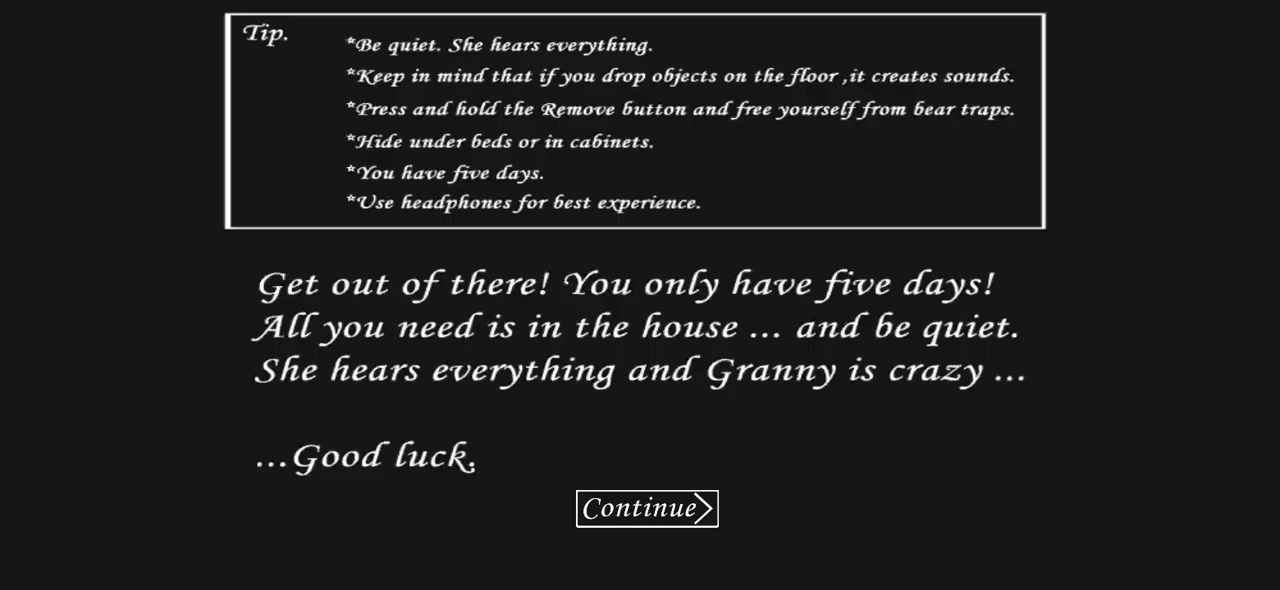 Tip.
*Be quiet. She hears everything.
*Keep in mind that if you drop objects on the floor ,it creates sounds.
*Press and hold the Remove button and free yourself from bear traps.
*Hide under beds or in cabinets.
*You have five days.
*Use headphones for best experience.
Get out of there! You only have five days!
All you need is in the house ... and be quiet.
She hears everything and Granny is crazy ...
...Good luck.
Continue>